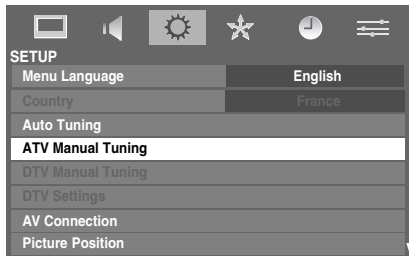 SETUP
Menu Language English
Country France
Auto Tuning
ATV Manual Tuning
DTV Manual Tuning
DTV Settings
AV Connection
Picture Position